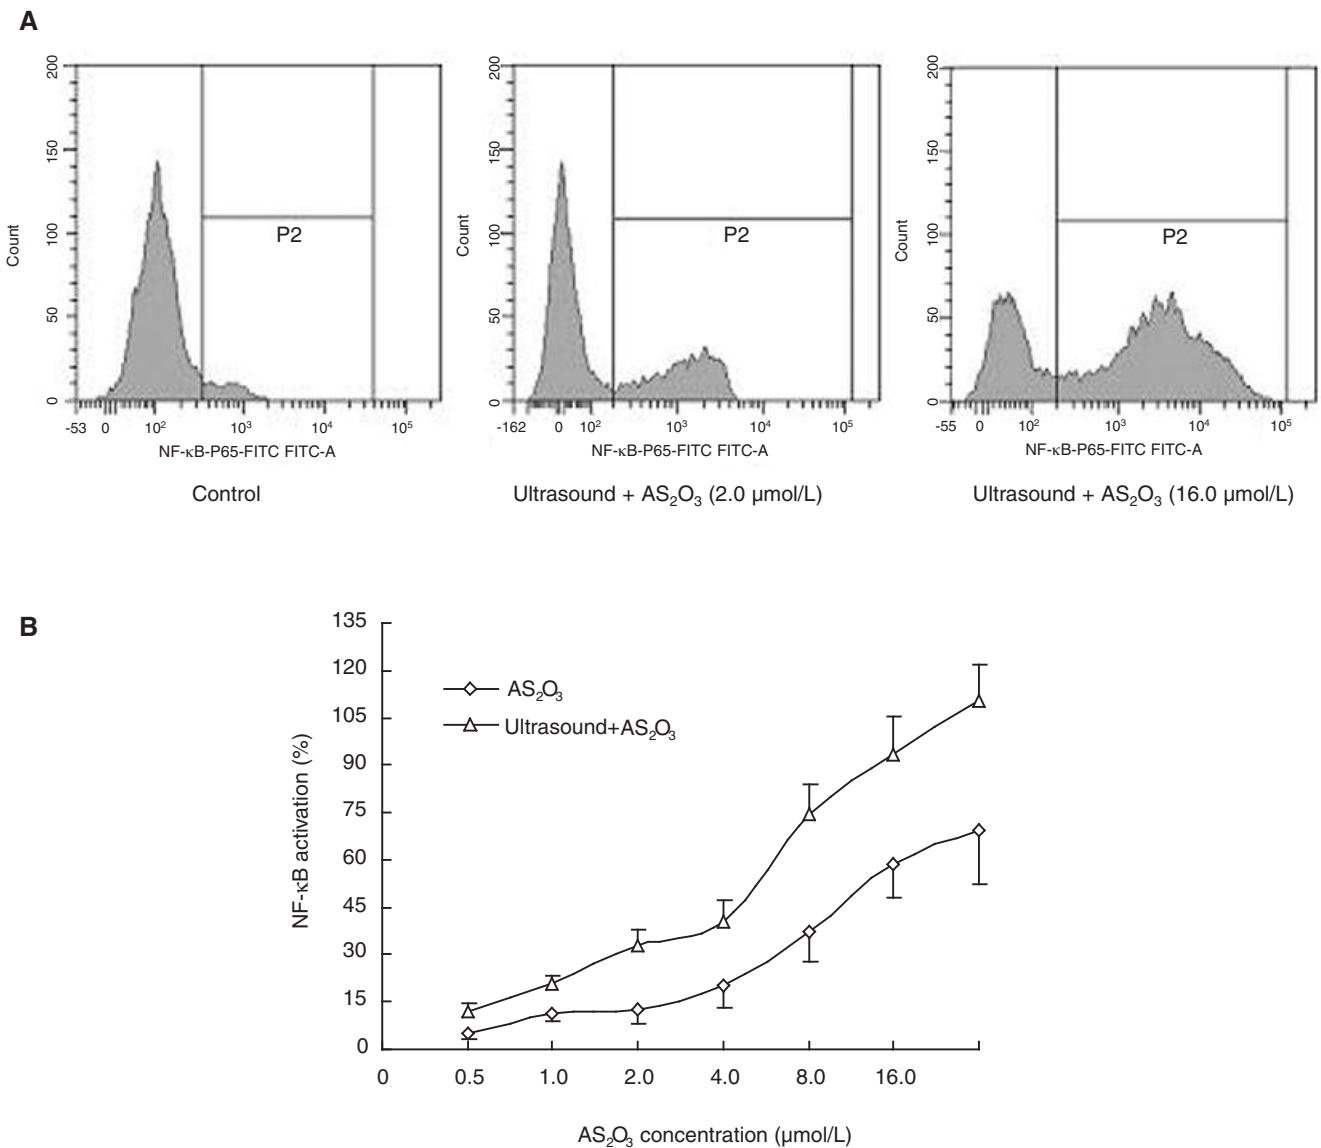 A
200
150
100
50
0
Count
P2
-53 0 10² 10³ 10⁴ 10⁵
NF-κB-P65-FITC FITC-A
Control
200
150
100
50
0
Count
P2
-162 0 10² 10³ 10⁴ 10⁵
NF-κB-P65-FITC FITC-A
Ultrasound + AS₂O₃ (2.0 µmol/L)
200
150
100
50
0
Count
P2
-55 0 10² 10³ 10⁴ 10⁵
NF-κB-P65-FITC FITC-A
Ultrasound + AS₂O₃ (16.0 µmol/L)
B
135
120
105
90
75
60
45
30
15
0
NF-κB activation (%)
AS₂O₃
Ultrasound+AS₂O₃
0 0.5 1.0 2.0 4.0 8.0 16.0
AS₂O₃ concentration (µmol/L)